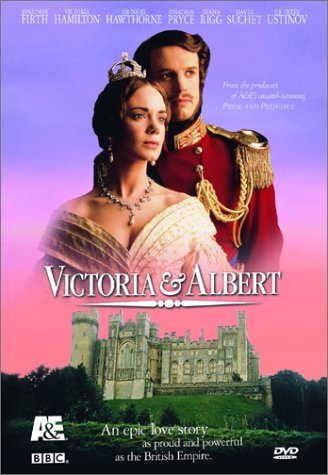 JONATHAN FIRTH
VICTORIA HAMILTON
SIR NIGEL HAWTHORNE
JONATHAN PRYCE
DIANA RIGG
DAVID SUCHET
SIR PETER USTINOV
From the producers
of A&E's award-winning
PRIDE AND PREJUDICE
VICTORIA & ALBERT
An epic love story
as proud and powerful
as the British Empire.
A&E
BBC
DVD